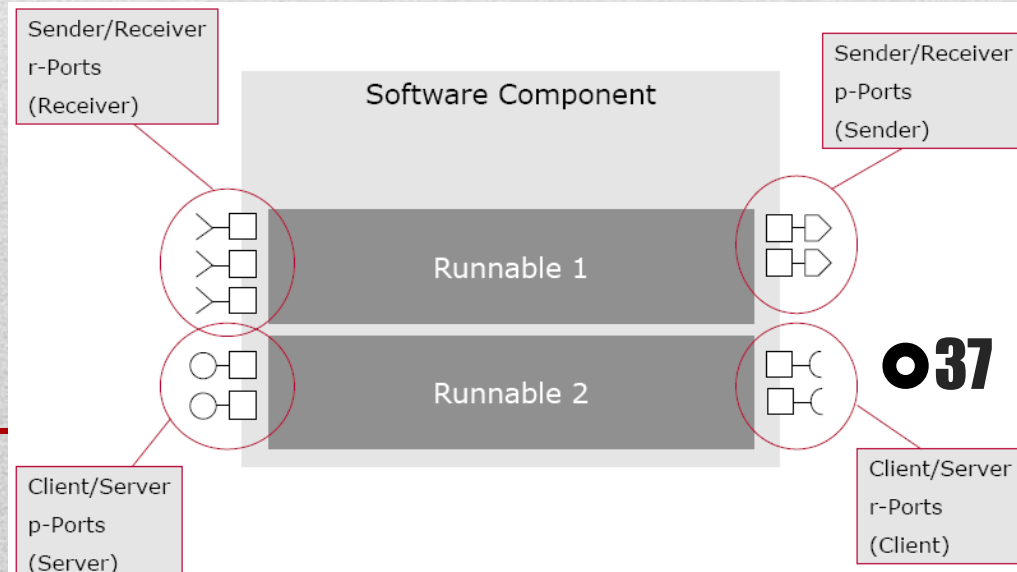 Sender/Receiver
r-Ports
(Receiver)
Software Component
Sender/Receiver
p-Ports
(Sender)
Runnable 1
Runnable 2
37
Client/Server
p-Ports
(Server)
Client/Server
r-Ports
(Client)